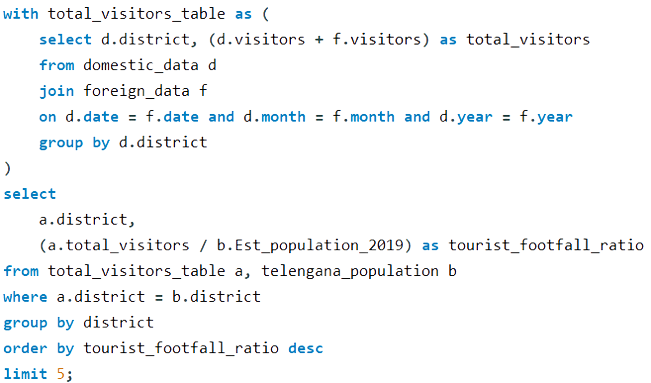 with total_visitors_table as (
    select d.district, (d.visitors + f.visitors) as total_visitors
    from domestic_data d
    join foreign_data f
    on d.date = f.date and d.month = f.month and d.year = f.year
    group by d.district
)
select
    a.district,
    (a.total_visitors / b.Est_population_2019) as tourist_footfall_ratio
from total_visitors_table a, telengana_population b
where a.district = b.district
group by district
order by tourist_footfall_ratio desc
limit 5;